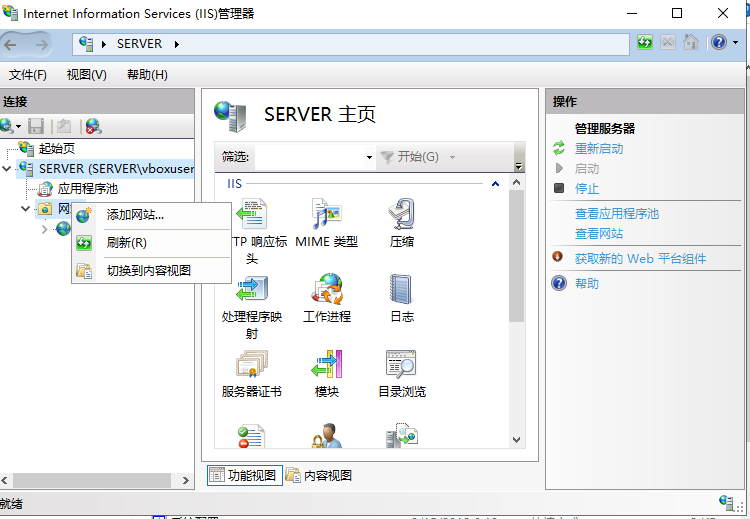 Internet Information Services (IIS)管理器
SERVER
文件(F) 视图(V) 帮助(H)
连接
起始页
SERVER (SERVER\vboxuser
应用程序池
网
添加网站...
刷新(R)
切换到内容视图
SERVER 主页
筛选:
开始(G)
IIS
TP 响应标头
MIME 类型
压缩
处理程序映射
工作进程
日志
服务器证书
模块
目录浏览
功能视图
内容视图
操作
管理服务器
重新启动
启动
停止
查看应用程序池
查看网站
获取新的 Web 平台组件
帮助
就绪